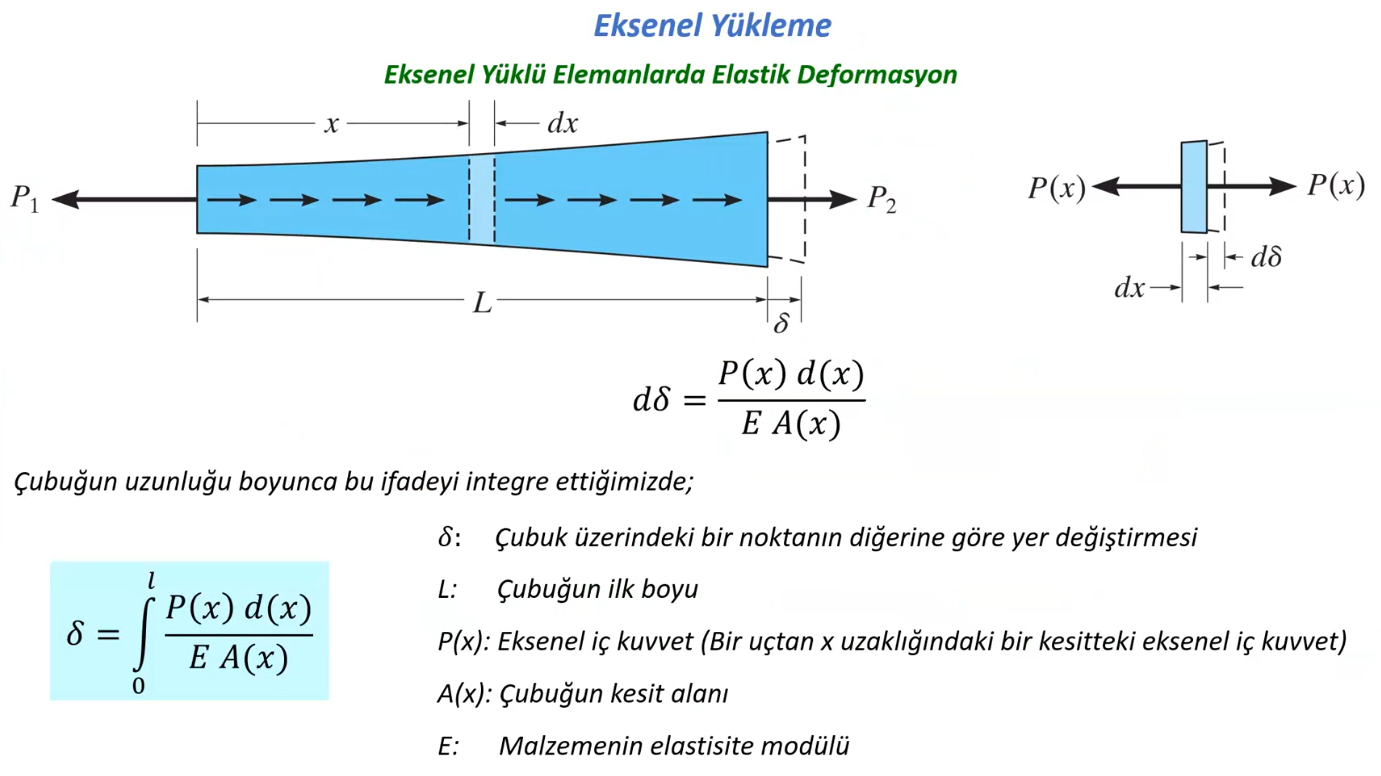 Eksenel Yükleme
Eksenel Yüklü Elemanlarda Elastik Deformasyon
x dx
P₁ P₂
L
δ
P(x) P(x)
dδ
dx
dδ = P(x) d(x) / E A(x)
Çubuğun uzunluğu boyunca bu ifadeyi integre ettiğimizde;
δ = ∫₀ˡ P(x) d(x) / E A(x)
δ: Çubuk üzerindeki bir noktanın diğerine göre yer değiştirmesi
L: Çubuğun ilk boyu
P(x): Eksenel iç kuvvet (Bir uçtan x uzaklığındaki bir kesitteki eksenel iç kuvvet)
A(x): Çubuğun kesit alanı
E: Malzemenin elastisite modülü